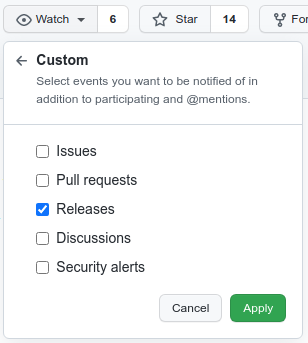 Watch 6 Star 14 For
Custom
Select events you want to be notified of in
addition to participating and @mentions.
Issues
Pull requests
Releases
Discussions
Security alerts
Cancel Apply